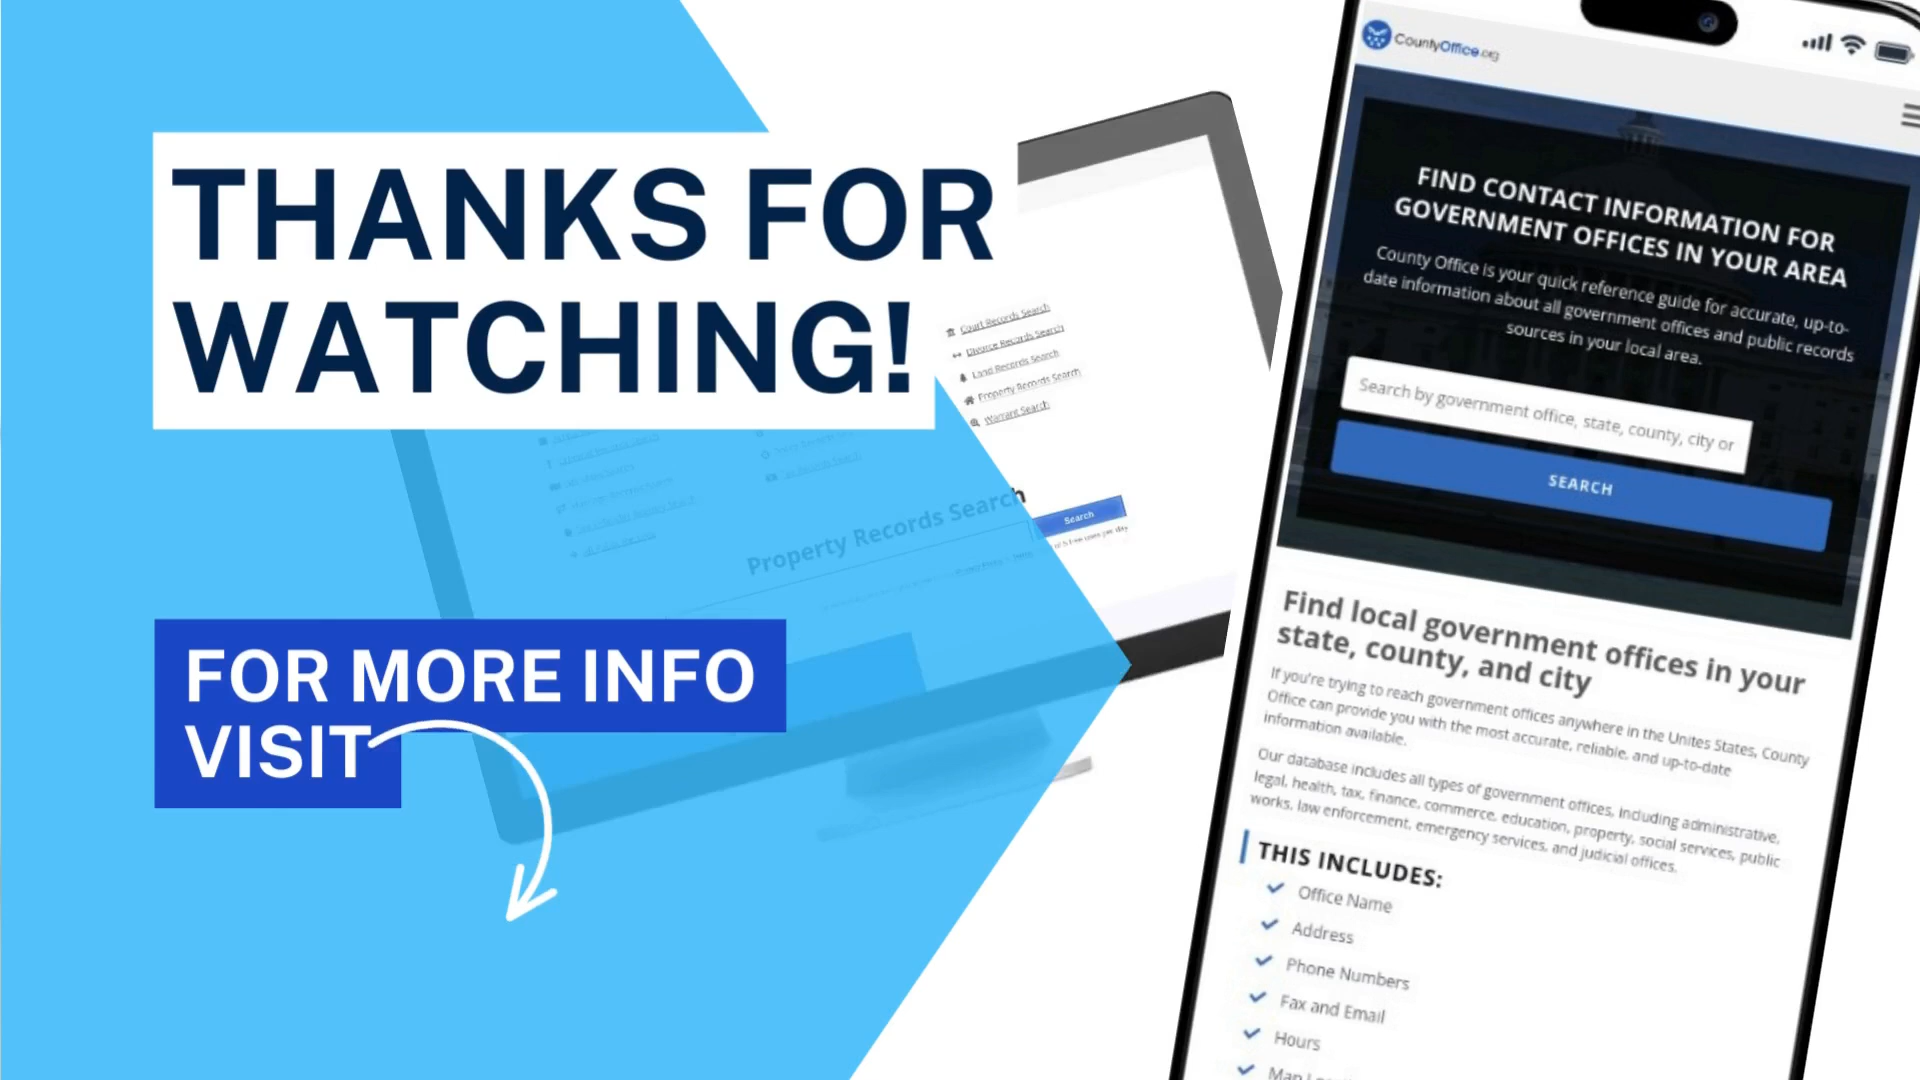 THANKS FOR
WATCHING!
FOR MORE INFO
VISIT
Court Records Search
Divorce Records Search
Land Records Search
Property Records Search
Warrant Search
Property Records Search
Search
of 5 free uses per day
CountyOffice.org
FIND CONTACT INFORMATION FOR
GOVERNMENT OFFICES IN YOUR AREA
County Office is your quick reference guide for accurate, up-to-
date information about all government offices and public records
sources in your local area.
Search by government office, state, county, city or
SEARCH
Find local government offices in your
state, county, and city
If you're trying to reach government offices anywhere in the Unites States, County
Office can provide you with the most accurate, reliable, and up-to-date
information available.
Our database includes all types of government offices, including administrative,
legal, health, tax, finance, commerce, education, property, social services, public
works, law enforcement, emergency services, and judicial offices.
THIS INCLUDES:
Office Name
Address
Phone Numbers
Fax and Email
Hours